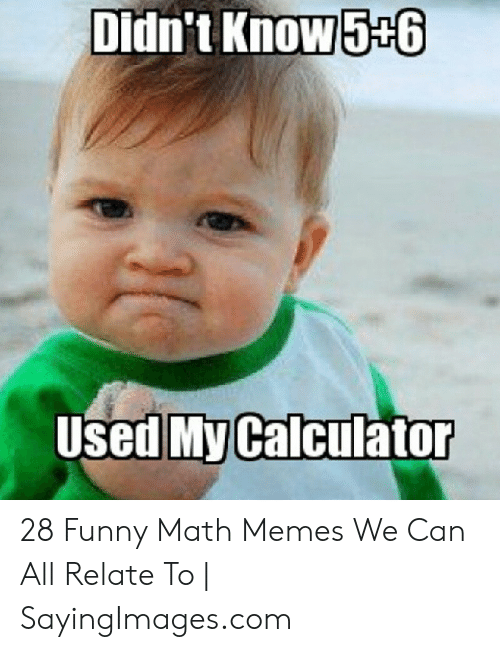 Didn't Know 5+6
Used My Calculator
28 Funny Math Memes We Can
All Relate To |
SayingImages.com